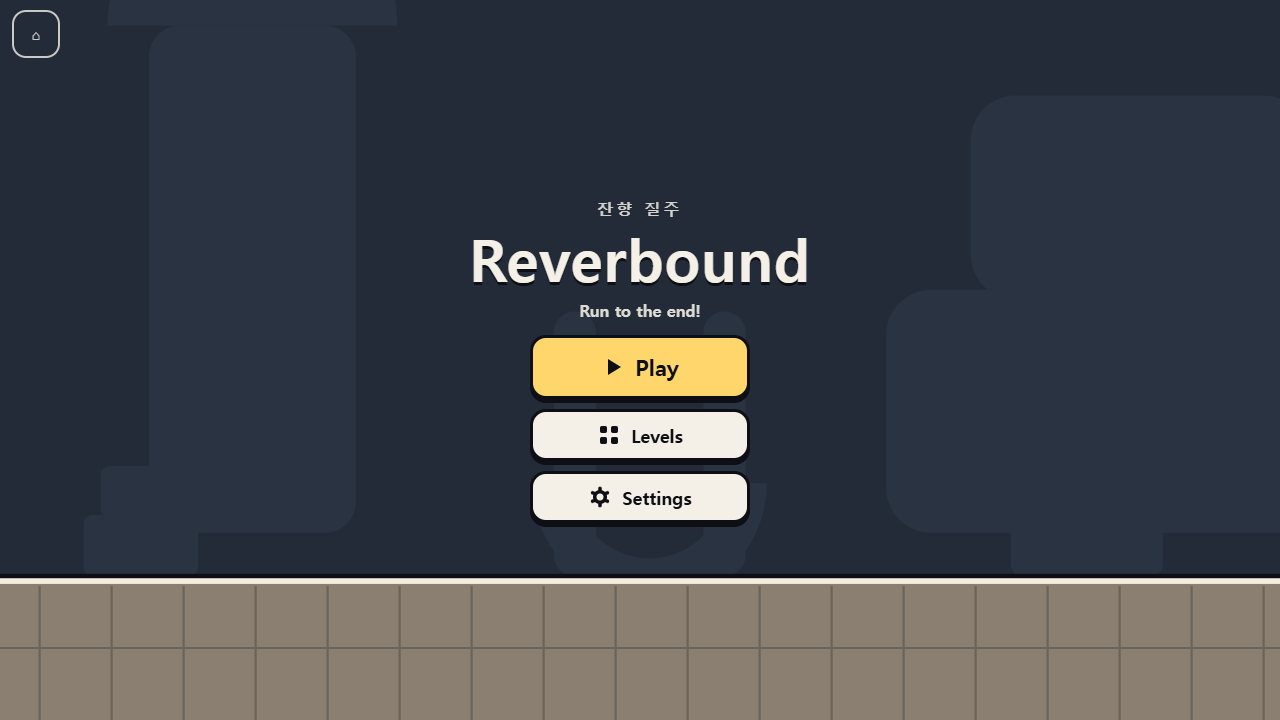 잔향 질주
Reverbound
Run to the end!
Play
Levels
Settings